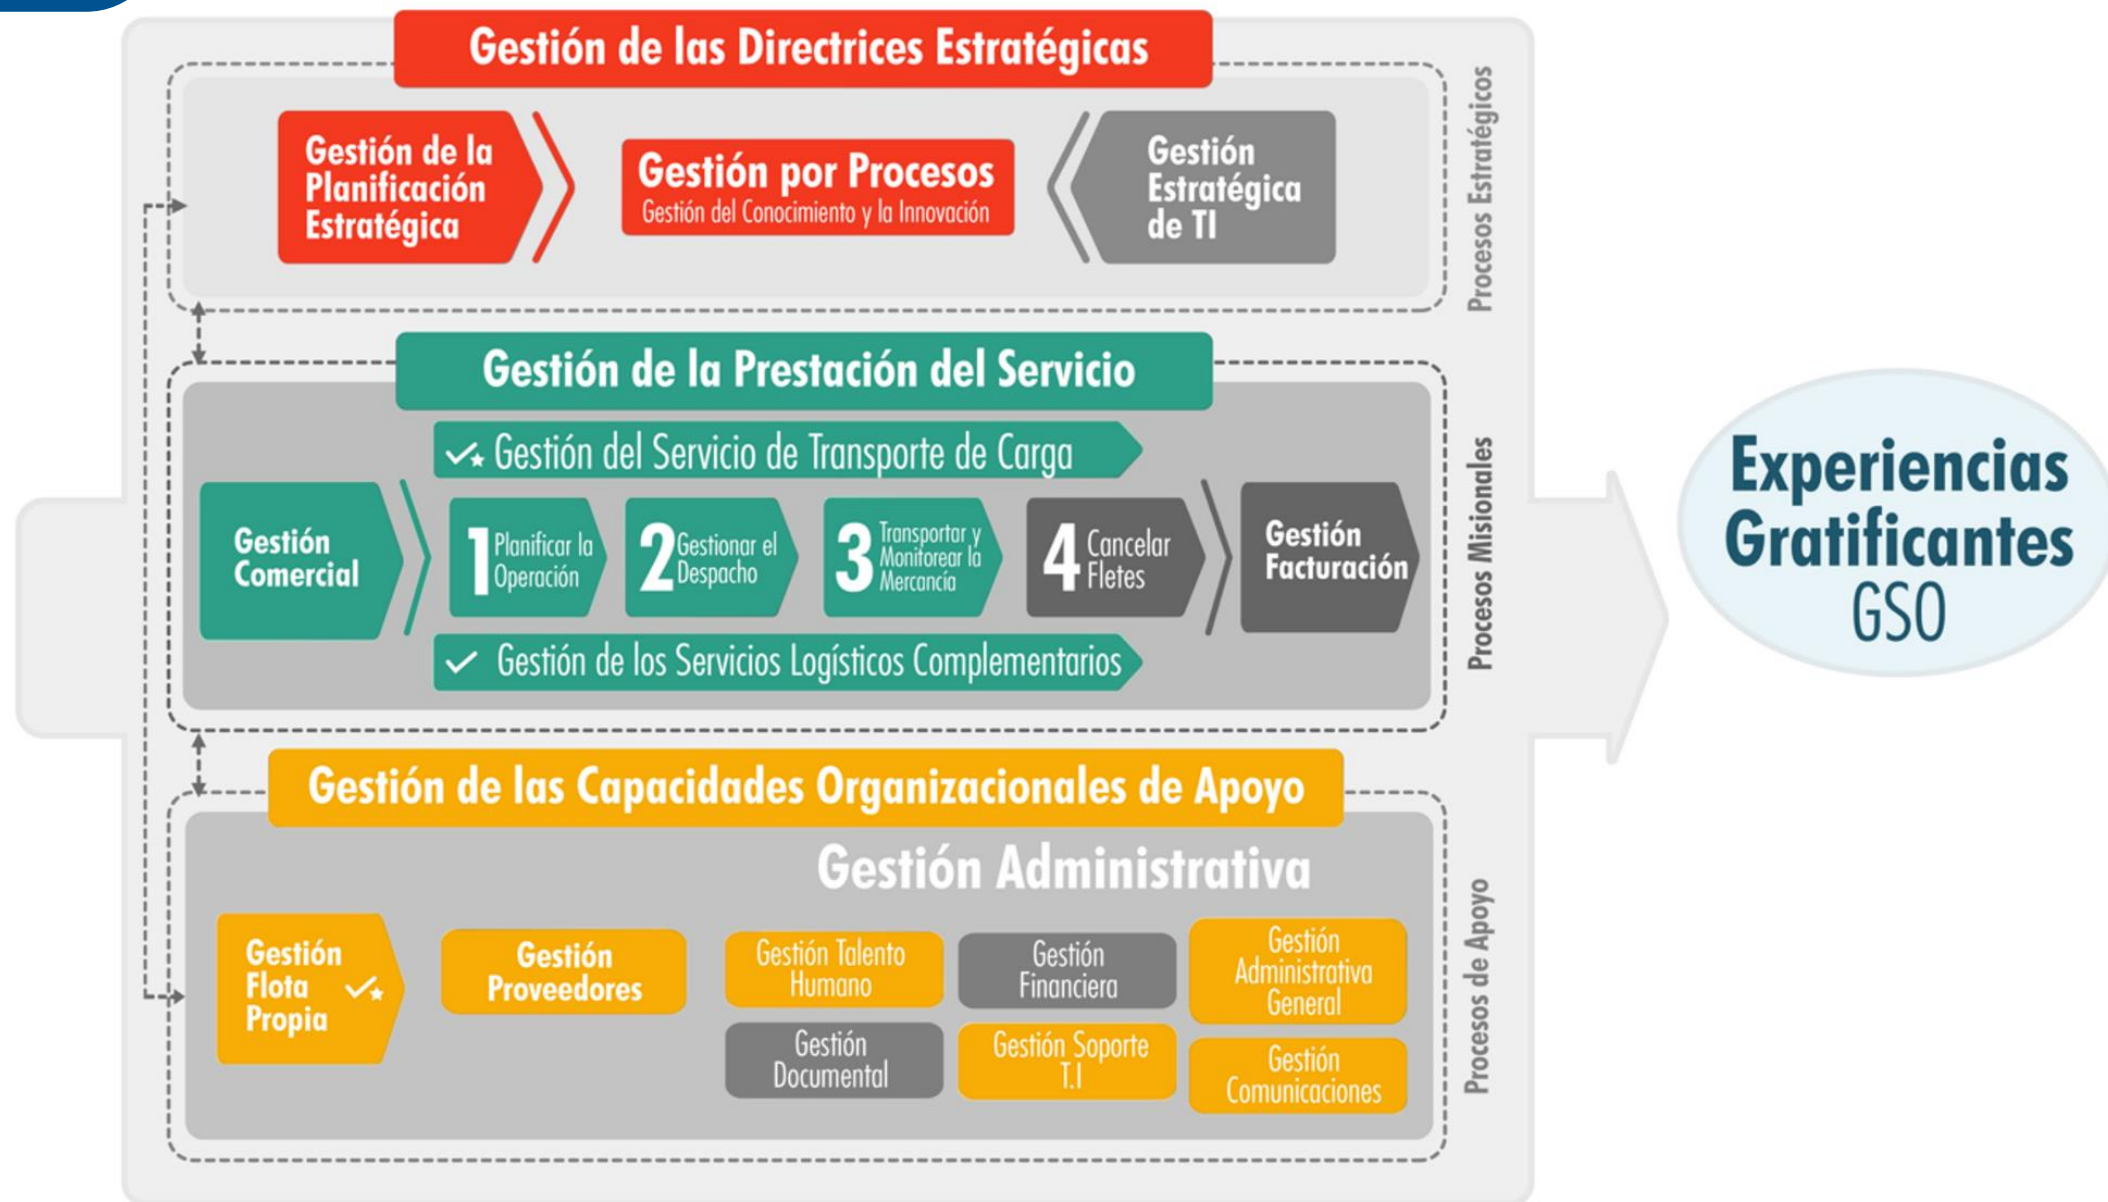 Gestión de las Directrices Estratégicas
Gestión de la
Planificación
Estratégica
Gestión por Procesos
Gestión del Conocimiento y la Innovación
Gestión
Estratégica
de TI
Procesos Estratégicos
Gestión de la Prestación del Servicio
Gestión del Servicio de Transporte de Carga
Gestión
Comercial
1 Planificar la
Operación
2 Gestionar el
Despacho
3 Transportar y
Monitorear la
Mercancía
4 Cancelar
Fletes
Gestión
Facturación
Gestión de los Servicios Logísticos Complementarios
Procesos Misionales
Experiencias
Gratificantes
GSO
Gestión de las Capacidades Organizacionales de Apoyo
Gestión Administrativa
Gestión
Flota
Propia
Gestión
Proveedores
Gestión Talento
Humano
Gestión
Financiera
Gestión
Administrativa
General
Gestión
Documental
Gestión Soporte
T.I
Gestión
Comunicaciones
Procesos de Apoyo